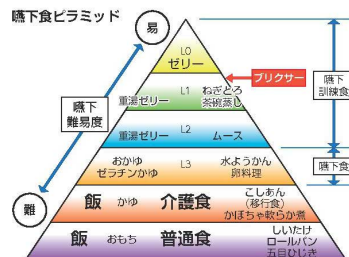 嚥下食ピラミッド
易
L0
ゼリー
ブリクサー
嚥下
訓練食
L1
重湯ゼリー
ねぎとろ
茶碗蒸し
嚥下
難易度
L2
重湯ゼリー ムース
おかゆ
ゼラチンかゆ
L3
水ようかん
卵料理
嚥下食
難
飯 かゆ 介護食
こしあん
(移行食)
かぼちゃ軟らか煮
飯 おもち 普通食
しいたけ
ロールパン
五目ひじき